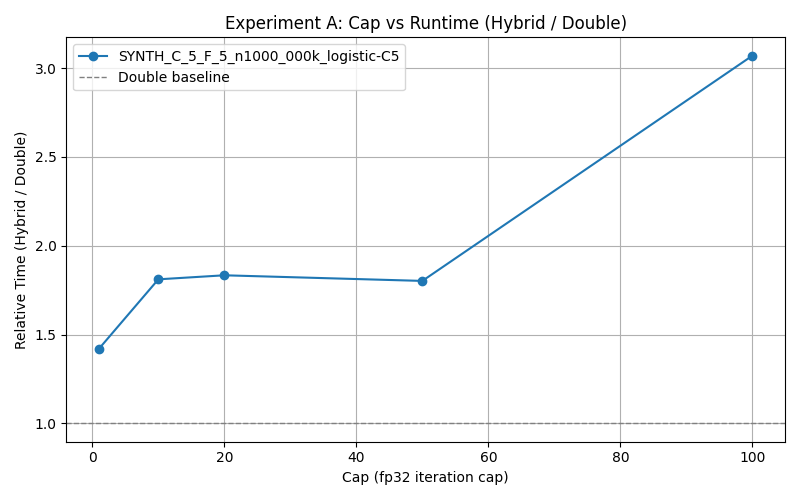 Experiment A: Cap vs Runtime (Hybrid / Double)
SYNTH_C_5_F_5_n1000_000k_logistic-C5
Double baseline
Relative Time (Hybrid / Double)
3.0
2.5
2.0
1.5
1.0
0
20
40
60
80
100
Cap (fp32 iteration cap)